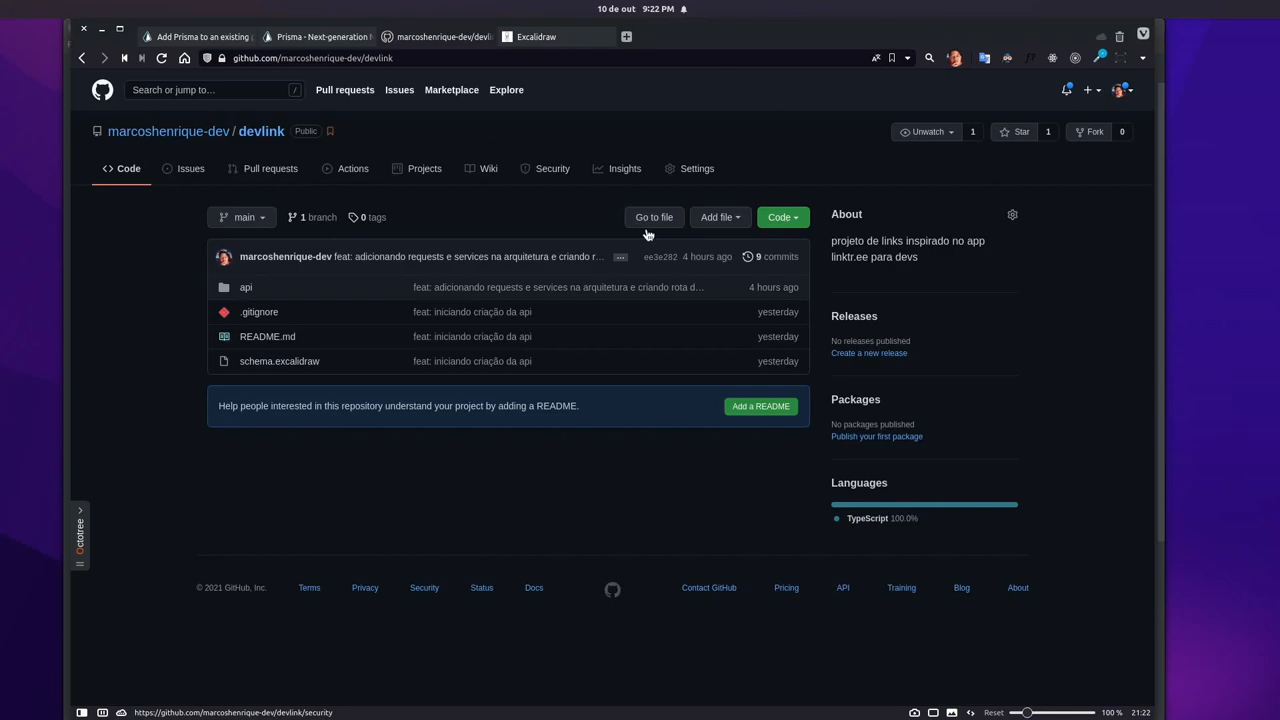 10 de out 9:22 PM
Add Prisma to an existing
Prisma - Next-generation
marcoshenrique-dev/devli
Excalidraw
github.com/marcoshenrique-dev/devlink
Search or jump to… /
Pull requests Issues Marketplace Explore
marcoshenrique-dev / devlink Public
Unwatch 1 Star 1 Fork 0
Code Issues Pull requests Actions Projects Wiki Security Insights Settings
main 1 branch 0 tags Go to file Add file Code
marcoshenrique-dev feat: adicionando requests e services na arquitetura e criando r… … ee3e282 4 hours ago 9 commits
api feat: adicionando requests e services na arquitetura e criando rota d… 4 hours ago
.gitignore feat: iniciando criação da api yesterday
README.md feat: iniciando criação da api yesterday
schema.excalidraw feat: iniciando criação da api yesterday
Help people interested in this repository understand your project by adding a README. Add a README
About
projeto de links inspirado no app
linktr.ee para devs
Releases
No releases published
Create a new release
Packages
No packages published
Publish your first package
Languages
TypeScript 100.0%
Octotree
© 2021 GitHub, Inc. Terms Privacy Security Status Docs Contact GitHub Pricing API Training Blog About
https://github.com/marcoshenrique-dev/devlink/security Reset 100 % 21:22